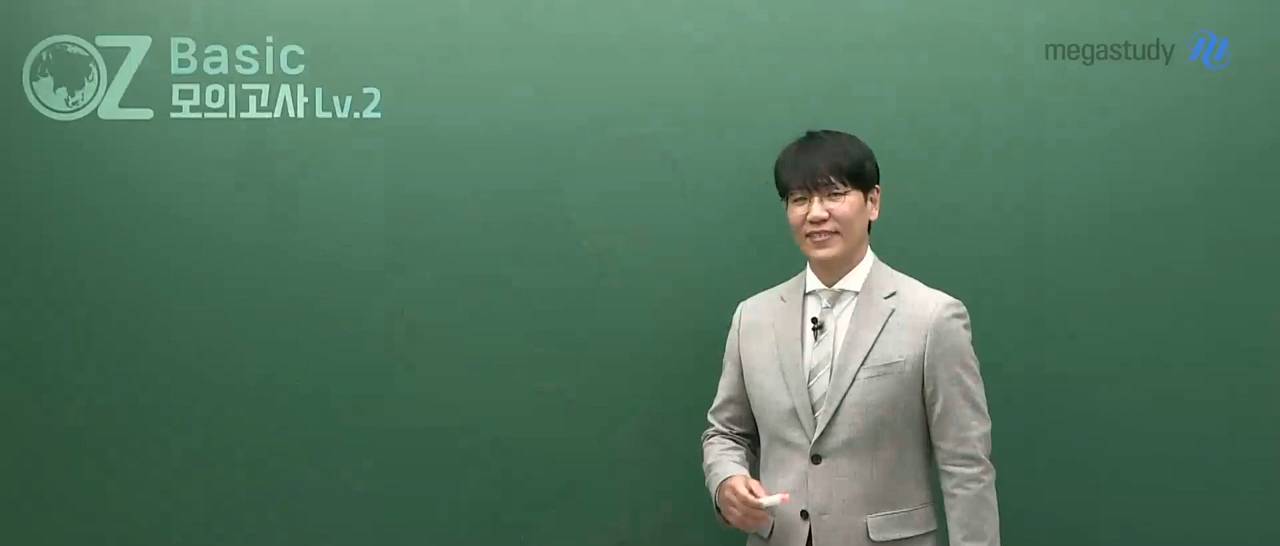 OZ Basic
모의고사 Lv.2
megastudy